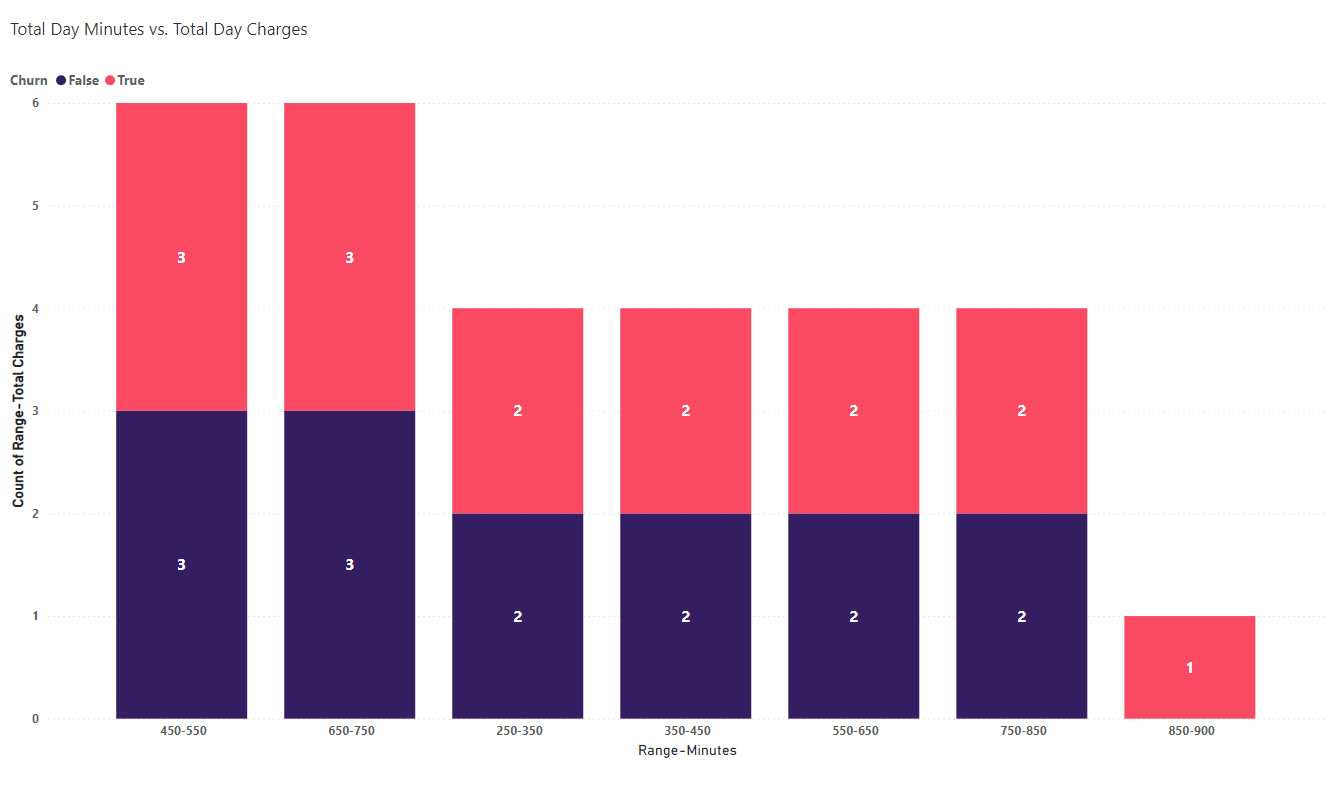 Total Day Minutes vs. Total Day Charges
Churn False True
Count of Range-Total Charges
6
5
4
3
2
1
0
3 3
2 2 2 2
3 3
2 2 2 2
1
450-550 650-750 250-350 350-450 550-650 750-850 850-900
Range-Minutes